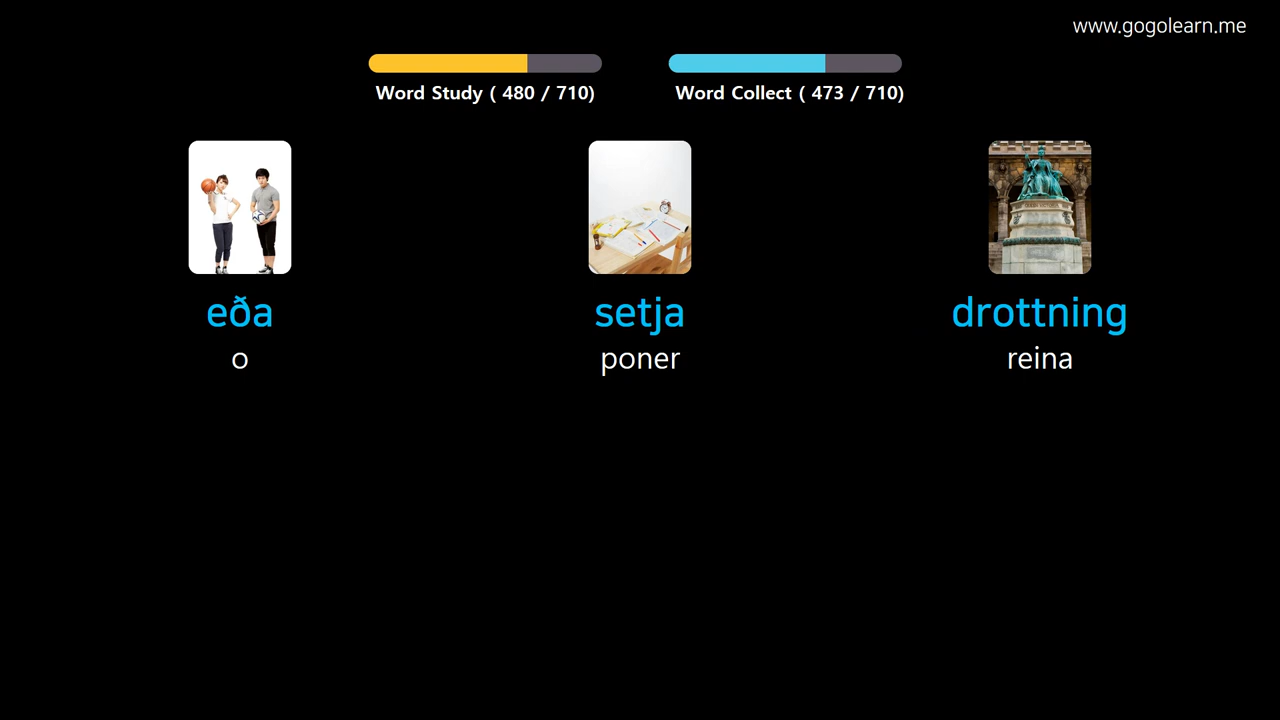 www.gogolearn.me
Word Study ( 480 / 710)
Word Collect ( 473 / 710)
eða
setja
drottning
o
poner
reina